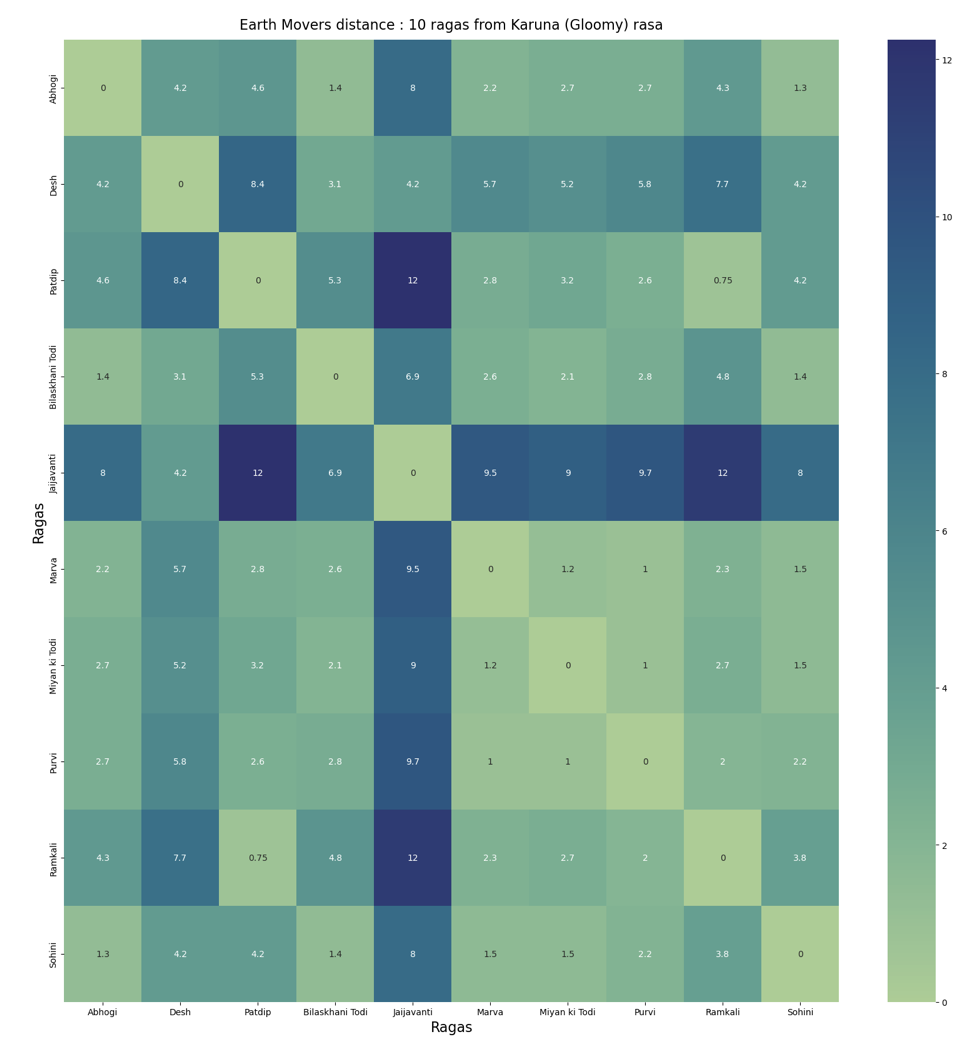 Earth Movers distance : 10 ragas from Karuna (Gloomy) rasa
Abhogi 0 4.2 4.6 1.4 8 2.2 2.7 2.7 4.3 1.3
Desh 4.2 0 8.4 3.1 4.2 5.7 5.2 5.8 7.7 4.2
Patdip 4.6 8.4 0 5.3 12 2.8 3.2 2.6 0.75 4.2
Bilaskhani Todi 1.4 3.1 5.3 0 6.9 2.6 2.1 2.8 4.8 1.4
Jaijavanti 8 4.2 12 6.9 0 9.5 9 9.7 12 8
Marva 2.2 5.7 2.8 2.6 9.5 0 1.2 1 2.3 1.5
Miyan ki Todi 2.7 5.2 3.2 2.1 9 1.2 0 1 2.7 1.5
Purvi 2.7 5.8 2.6 2.8 9.7 1 1 0 2 2.2
Ramkali 4.3 7.7 0.75 4.8 12 2.3 2.7 2 0 3.8
Sohini 1.3 4.2 4.2 1.4 8 1.5 1.5 2.2 3.8 0
Ragas
Abhogi Desh Patdip Bilaskhani Todi Jaijavanti Marva Miyan ki Todi Purvi Ramkali Sohini
Ragas
12
10
8
6
4
2
0